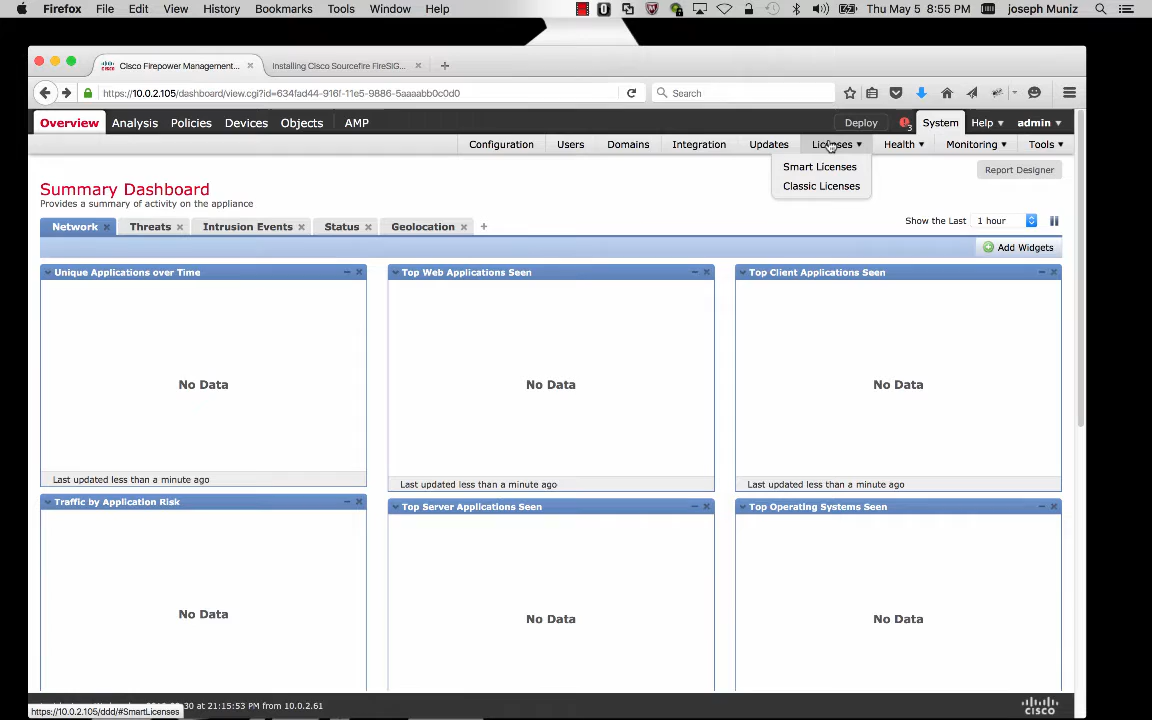 Firefox File Edit View History Bookmarks Tools Window Help Thu May 5 8:55 PM joseph Muniz
Cisco Firepower Management... Installing Cisco Sourcefire FireSIG...
https://10.0.2.105/dashboard/view.cgi?id=634fad44-916f-11e5-9886-5aaaabb0c0d0 Search
Overview Analysis Policies Devices Objects AMP Deploy 3 System Help admin
Configuration Users Domains Integration Updates Licenses Health Monitoring Tools
Smart Licenses
Classic Licenses
Report Designer
Summary Dashboard
Provides a summary of activity on the appliance
Network Threats Intrusion Events Status Geolocation
Show the Last 1 hour
Add Widgets
Unique Applications over Time Top Web Applications Seen Top Client Applications Seen
No Data No Data No Data
Last updated less than a minute ago Last updated less than a minute ago Last updated less than a minute ago
Traffic by Application Risk Top Server Applications Seen Top Operating Systems Seen
No Data No Data No Data
30 at 21:15:53 PM from 10.0.2.61
https://10.0.2.105/ddd/#SmartLicenses
CISCO